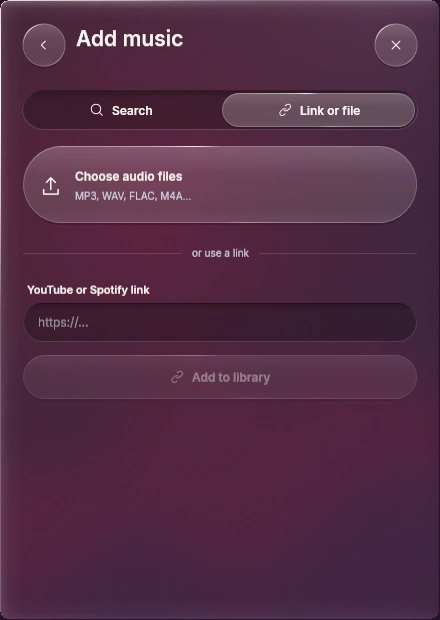 Add music
Search
Link or file
Choose audio files
MP3, WAV, FLAC, M4A...
or use a link
YouTube or Spotify link
https://...
Add to library